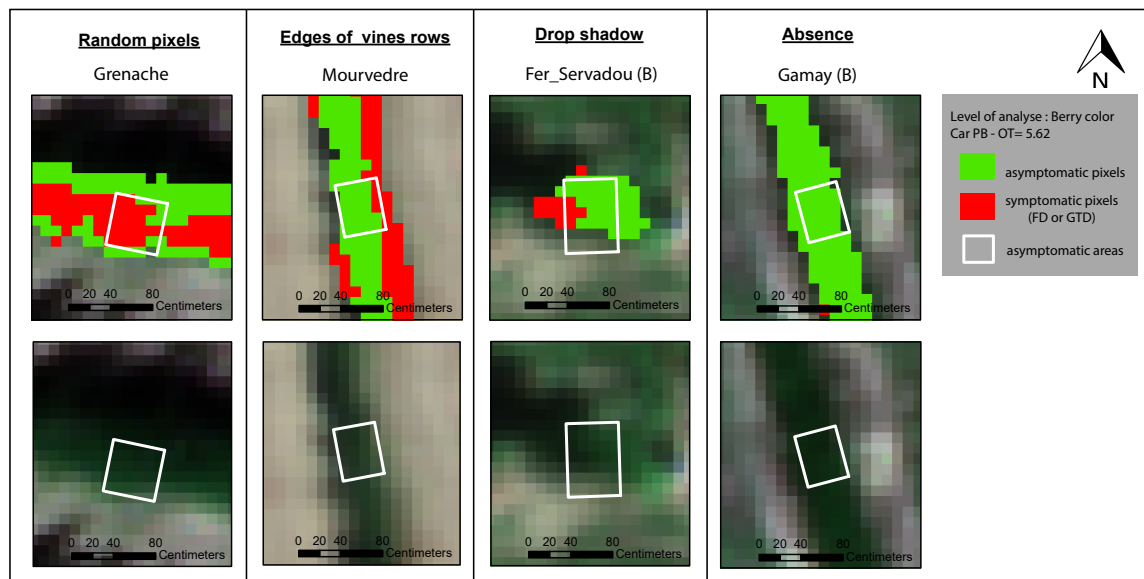 Random pixels
Grenache
Edges of vines rows
Mourvedre
Drop shadow
Fer_Servadou (B)
Absence
Gamay (B)
N
Level of analyse : Berry color
Car PB - OT= 5.62
asymptomatic pixels
symptomatic pixels
(FD or GTD)
asymptomatic areas
0 20 40 80
Centimeters
0 20 40 80
Centimeters
0 20 40 80
Centimeters
0 20 40 80
Centimeters
0 20 40 80
Centimeters
0 20 40 80
Centimeters
0 20 40 80
Centimeters
0 20 40 80
Centimeters